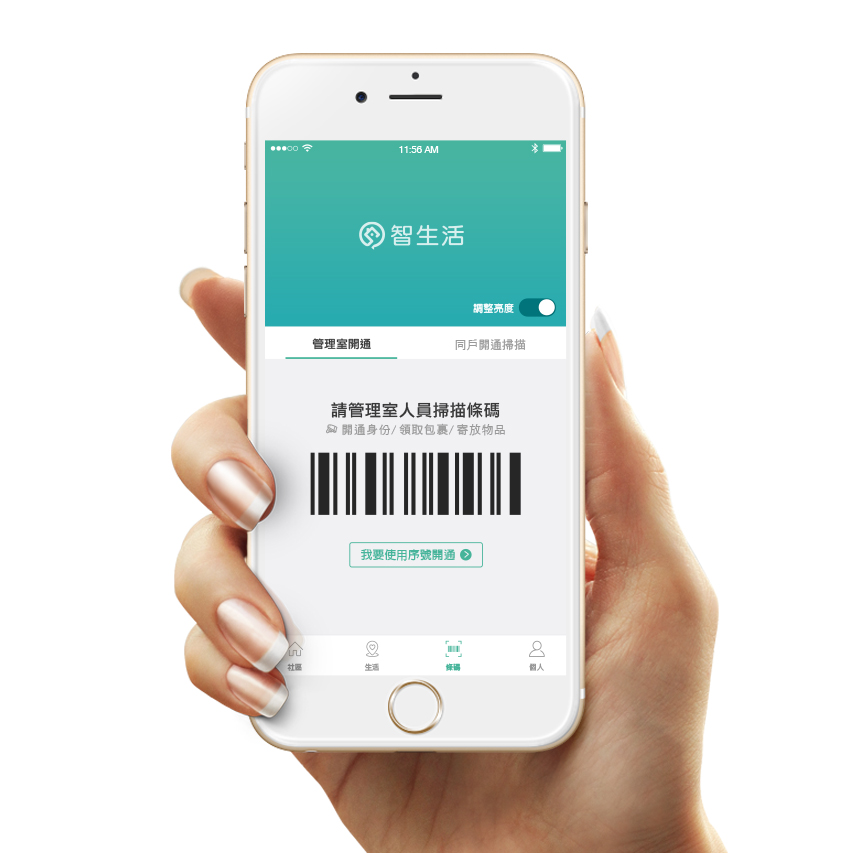 11:56 AM
智生活
調整亮度
管理室開通
同戶開通掃描
請管理室人員掃描條碼
開通身份/ 領取包裹/ 寄放物品
我要使用序號開通
社區
生活
條碼
個人